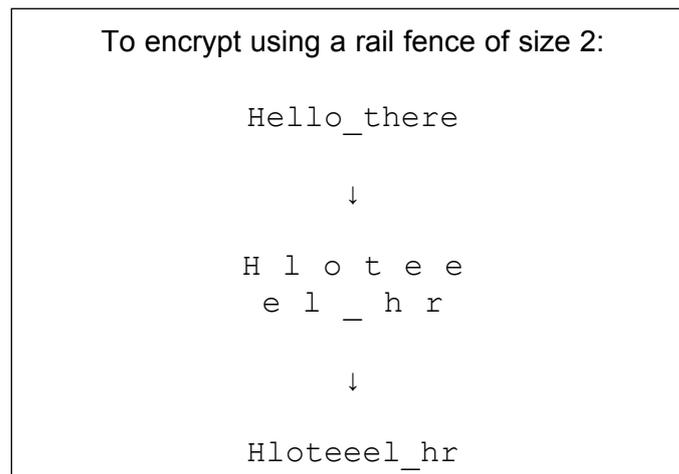 To encrypt using a rail fence of size 2:
Hello_there
↓
H l o t e e
e l _ h r
↓
Hloteeel_hr